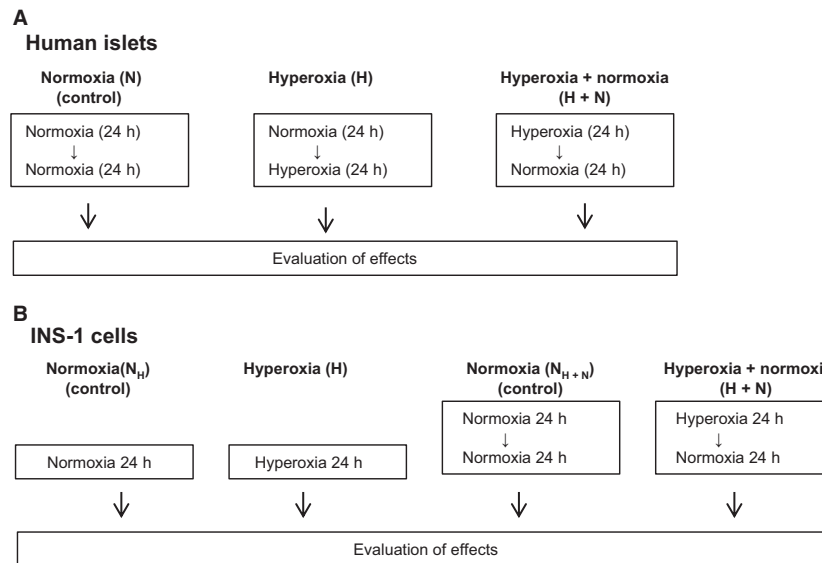 A
Human islets
Normoxia (N)
(control)
Normoxia (24 h)
↓
Normoxia (24 h)
Hyperoxia (H)
Normoxia (24 h)
↓
Hyperoxia (24 h)
Hyperoxia + normoxia
(H + N)
Hyperoxia (24 h)
↓
Normoxia (24 h)
Evaluation of effects
B
INS-1 cells
Normoxia(N_H)
(control)
Normoxia 24 h
Hyperoxia (H)
Hyperoxia 24 h
Normoxia (N_H + N)
(control)
Normoxia 24 h
↓
Normoxia 24 h
Hyperoxia + normoxi
(H + N)
Hyperoxia 24 h
↓
Normoxia 24 h
Evaluation of effects